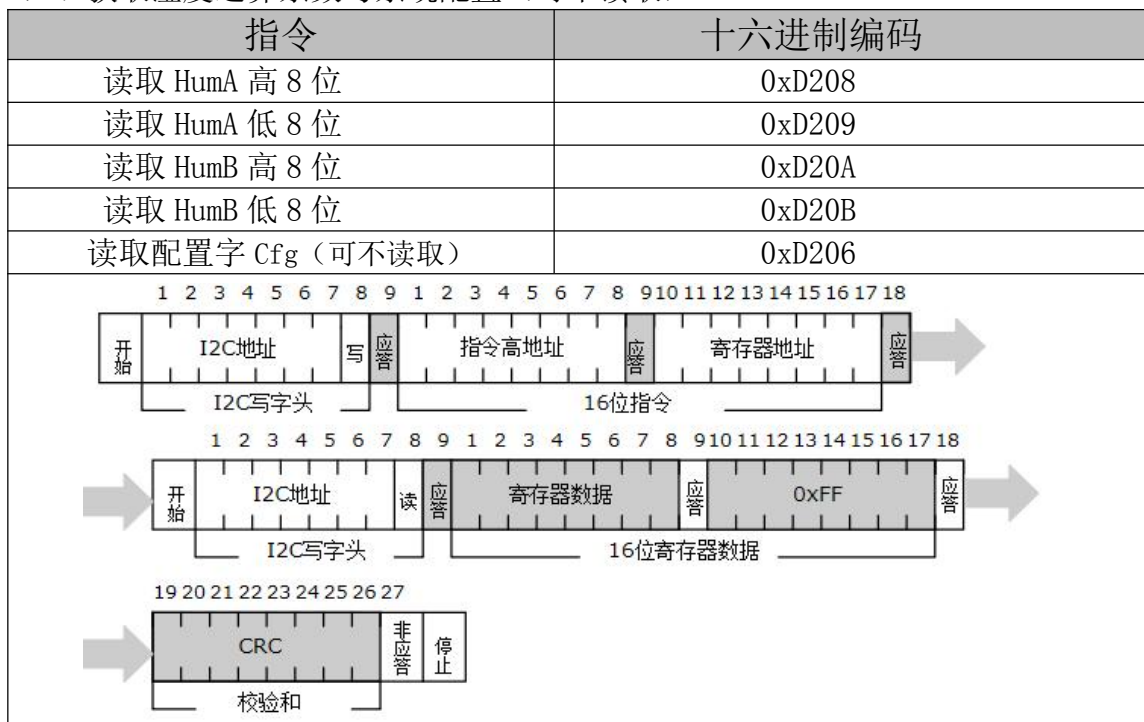 指令 十六进制编码
读取 HumA 高 8 位 0xD208
读取 HumA 低 8 位 0xD209
读取 HumB 高 8 位 0xD20A
读取 HumB 低 8 位 0xD20B
读取配置字 Cfg（可不读取） 0xD206
1 2 3 4 5 6 7 8 9 1 2 3 4 5 6 7 8 9 10 11 12 13 14 15 16 17 18
开始 I2C地址 写 应答 指令高地址 应答 寄存器地址 应答
I2C写字头 16位指令
1 2 3 4 5 6 7 8 9 1 2 3 4 5 6 7 8 9 10 11 12 13 14 15 16 17 18
开始 I2C地址 读 应答 寄存器数据 应答 0xFF 应答
I2C写字头 16位寄存器数据
19 20 21 22 23 24 25 26 27
CRC 非应答 停止
校验和